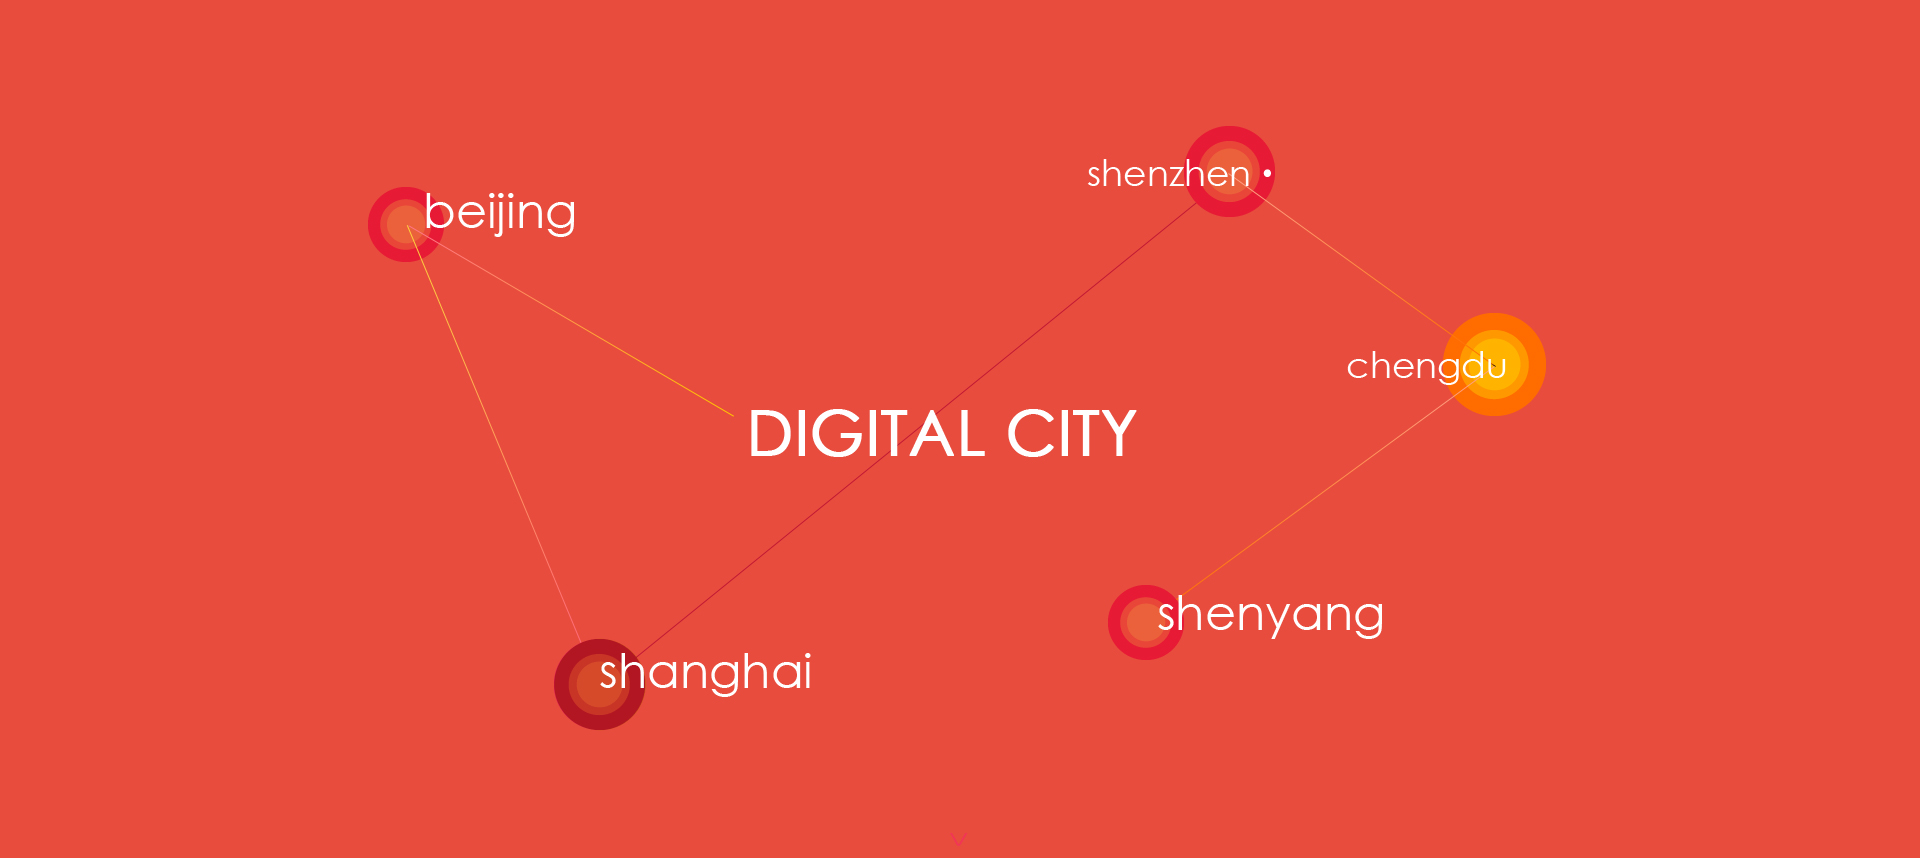 shenzhen •
beijing
chengdu
DIGITAL CITY
shenyang
shanghai